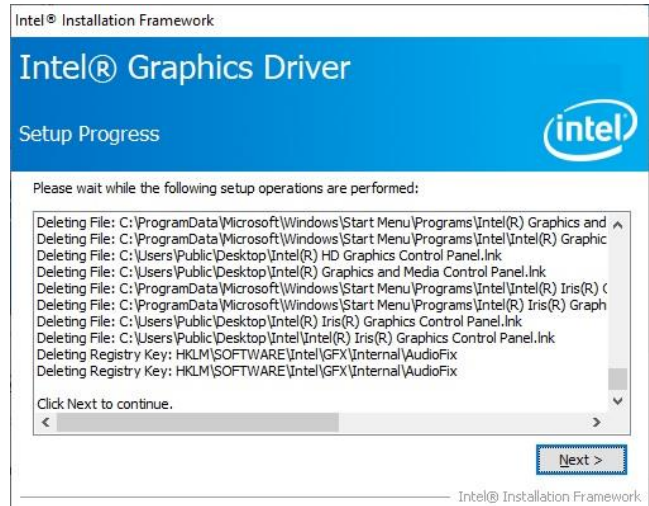 Intel® Installation Framework
Intel® Graphics Driver
Setup Progress
intel
Please wait while the following setup operations are performed:
Deleting File: C:\ProgramData\Microsoft\Windows\Start Menu\Programs\Intel(R) Graphics and
Deleting File: C:\ProgramData\Microsoft\Windows\Start Menu\Programs\Intel\Intel(R) Graphic
Deleting File: C:\Users\Public\Desktop\Intel(R) HD Graphics Control Panel.lnk
Deleting File: C:\Users\Public\Desktop\Intel(R) Graphics and Media Control Panel.lnk
Deleting File: C:\ProgramData\Microsoft\Windows\Start Menu\Programs\Intel\Intel(R) Iris(R) G
Deleting File: C:\ProgramData\Microsoft\Windows\Start Menu\Programs\Intel(R) Iris(R) Graph
Deleting File: C:\Users\Public\Desktop\Intel(R) Iris(R) Graphics Control Panel.lnk
Deleting File: C:\Users\Public\Desktop\Intel\Intel(R) Iris(R) Graphics Control Panel.lnk
Deleting Registry Key: HKLM\SOFTWARE\Intel\GFX\Internal\AudioFix
Deleting Registry Key: HKLM\SOFTWARE\Intel\GFX\Internal\AudioFix
Click Next to continue.
Next >
Intel® Installation Framework